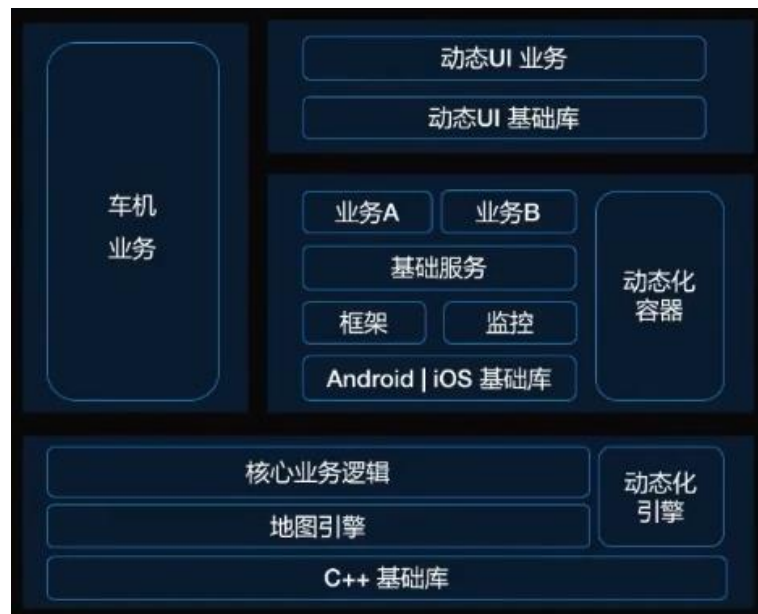 车机
业务
动态UI 业务
动态UI 基础库
业务A
业务B
基础服务
框架
监控
Android | iOS 基础库
动态化
容器
核心业务逻辑
地图引擎
动态化
引擎
C++ 基础库